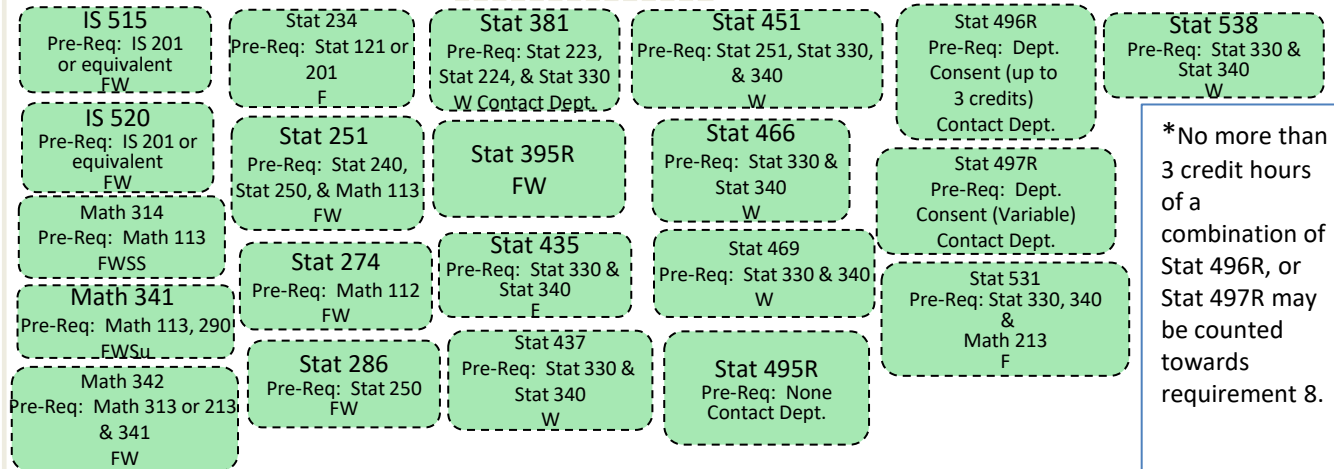 IS 515
Pre-Req: IS 201
or equivalent
FW
IS 520
Pre-Req: IS 201 or
equivalent
FW
Math 314
Pre-Req: Math 113
FWSS
Math 341
Pre-Req: Math 113, 290
FWSu
Math 342
Pre-Req: Math 313 or 213
& 341
FW
Stat 234
Pre-Req: Stat 121 or
201
F
Stat 251
Pre-Req: Stat 240,
Stat 250, & Math 113
FW
Stat 274
Pre-Req: Math 112
FW
Stat 286
Pre-Req: Stat 250
FW
Stat 381
Pre-Req: Stat 223,
Stat 224, & Stat 330
W Contact Dept.
Stat 395R
FW
Stat 435
Pre-Req: Stat 330 &
Stat 340
F
Stat 437
Pre-Req: Stat 330 &
Stat 340
W
Stat 451
Pre-Req: Stat 251, Stat 330,
& 340
W
Stat 466
Pre-Req: Stat 330 &
Stat 340
W
Stat 469
Pre-Req: Stat 330 & 340
W
Stat 495R
Pre-Req: None
Contact Dept.
Stat 496R
Pre-Req: Dept.
Consent (up to
3 credits)
Contact Dept.
Stat 497R
Pre-Req: Dept.
Consent (Variable)
Contact Dept.
Stat 531
Pre-Req: Stat 330, 340
&
Math 213
F
Stat 538
Pre-Req: Stat 330 &
Stat 340
W
*No more than
3 credit hours
of a
combination of
Stat 496R, or
Stat 497R may
be counted
towards
requirement 8.